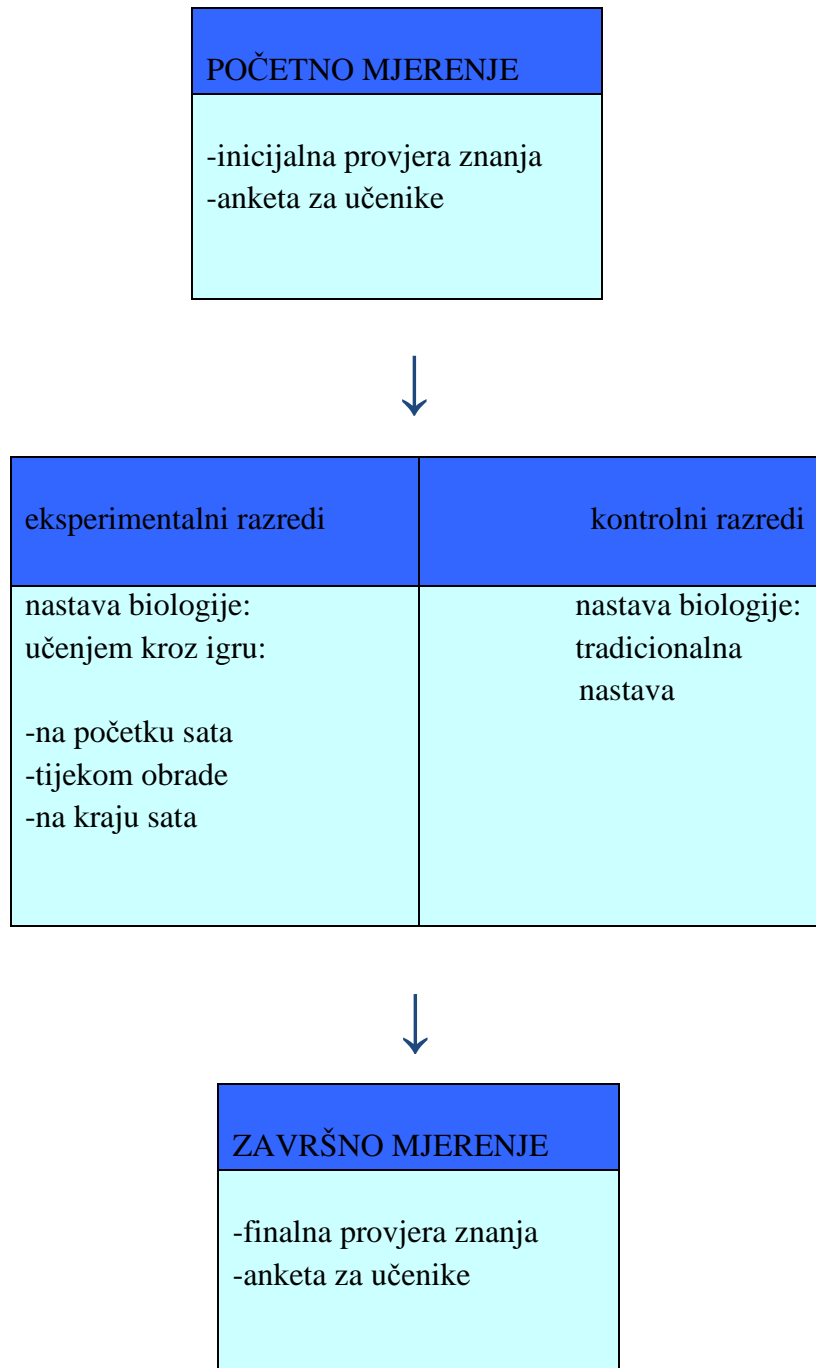 POČETNO MJERENJE
-inicijalna provjera znanja
-anketa za učenike
↓
eksperimentalni razredi
kontrolni razredi
nastava biologije:
učenjem kroz igru:
-na početku sata
-tijekom obrade
-na kraju sata
nastava biologije:
tradicionalna
nastava
↓
ZAVRŠNO MJERENJE
-finalna provjera znanja
-anketa za učenike